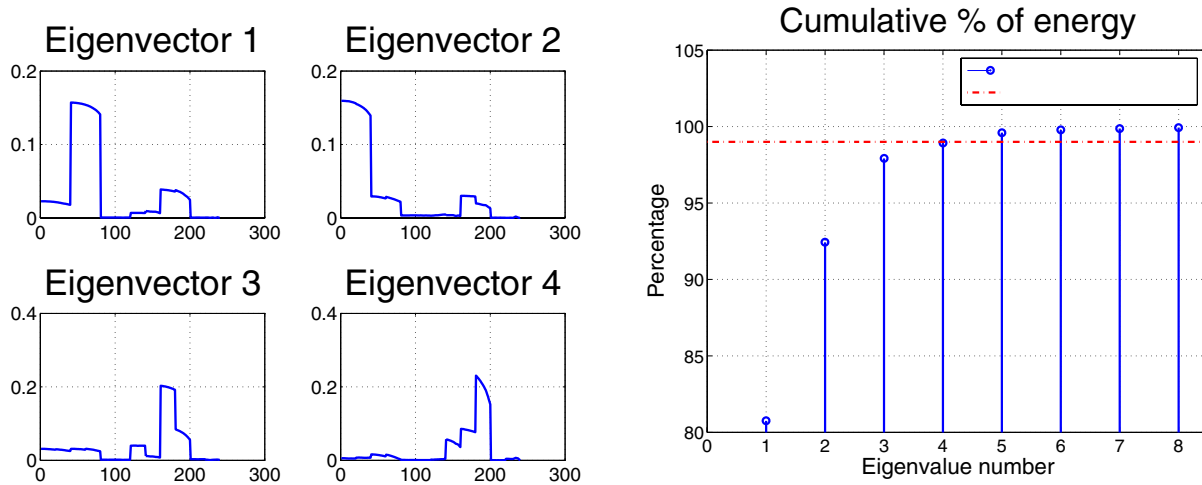 Eigenvector 1
0.2
0.1
0
0 100 200 300
Eigenvector 2
0.2
0.1
0
0 100 200 300
Eigenvector 3
0.4
0.2
0
0 100 200 300
Eigenvector 4
0.4
0.2
0
0 100 200 300
Cumulative % of energy
105
100
95
90
85
80
Percentage
0 1 2 3 4 5 6 7 8
Eigenvalue number